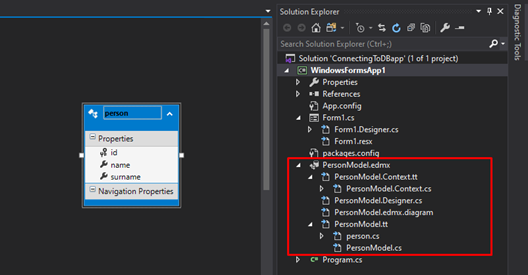 person
Properties
id
name
surname
Navigation Properties
Solution Explorer
Search Solution Explorer (Ctrl+;)
Solution 'ConnectingToDBapp' (1 of 1 project)
WindowsFormsApp1
Properties
References
App.config
Form1.cs
Form1.Designer.cs
Form1.resx
packages.config
PersonModel.edmx
PersonModel.Context.tt
PersonModel.Context.cs
PersonModel.Designer.cs
PersonModel.edmx.diagram
PersonModel.tt
person.cs
PersonModel.cs
Program.cs
Diagnostic Tools